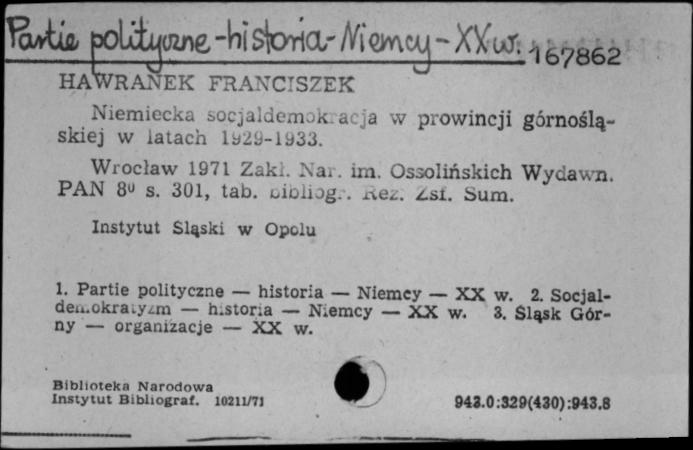 Partie polityczne - historia - Niemcy - XX w. 167862
HAWRANEK FRANCISZEK
Niemiecka socjaldemokracja w prowincji górnoślą-
skiej w latach 1929-1933.
Wrocław 1971 Zakł. Nar. im. Ossolińskich Wydawn.
PAN 8⁰ s. 301, tab. bibliogr. Rez. Zsf. Sum.
Instytut Śląski w Opolu
1. Partie polityczne — historia — Niemcy — XX w. 2. Socjal-
demokratyzm — historia — Niemcy — XX w. 3. Śląsk Gór-
ny — organizacje — XX w.
Biblioteka Narodowa
Instytut Bibliograf. 10211/71
943.0:329(430):943.8